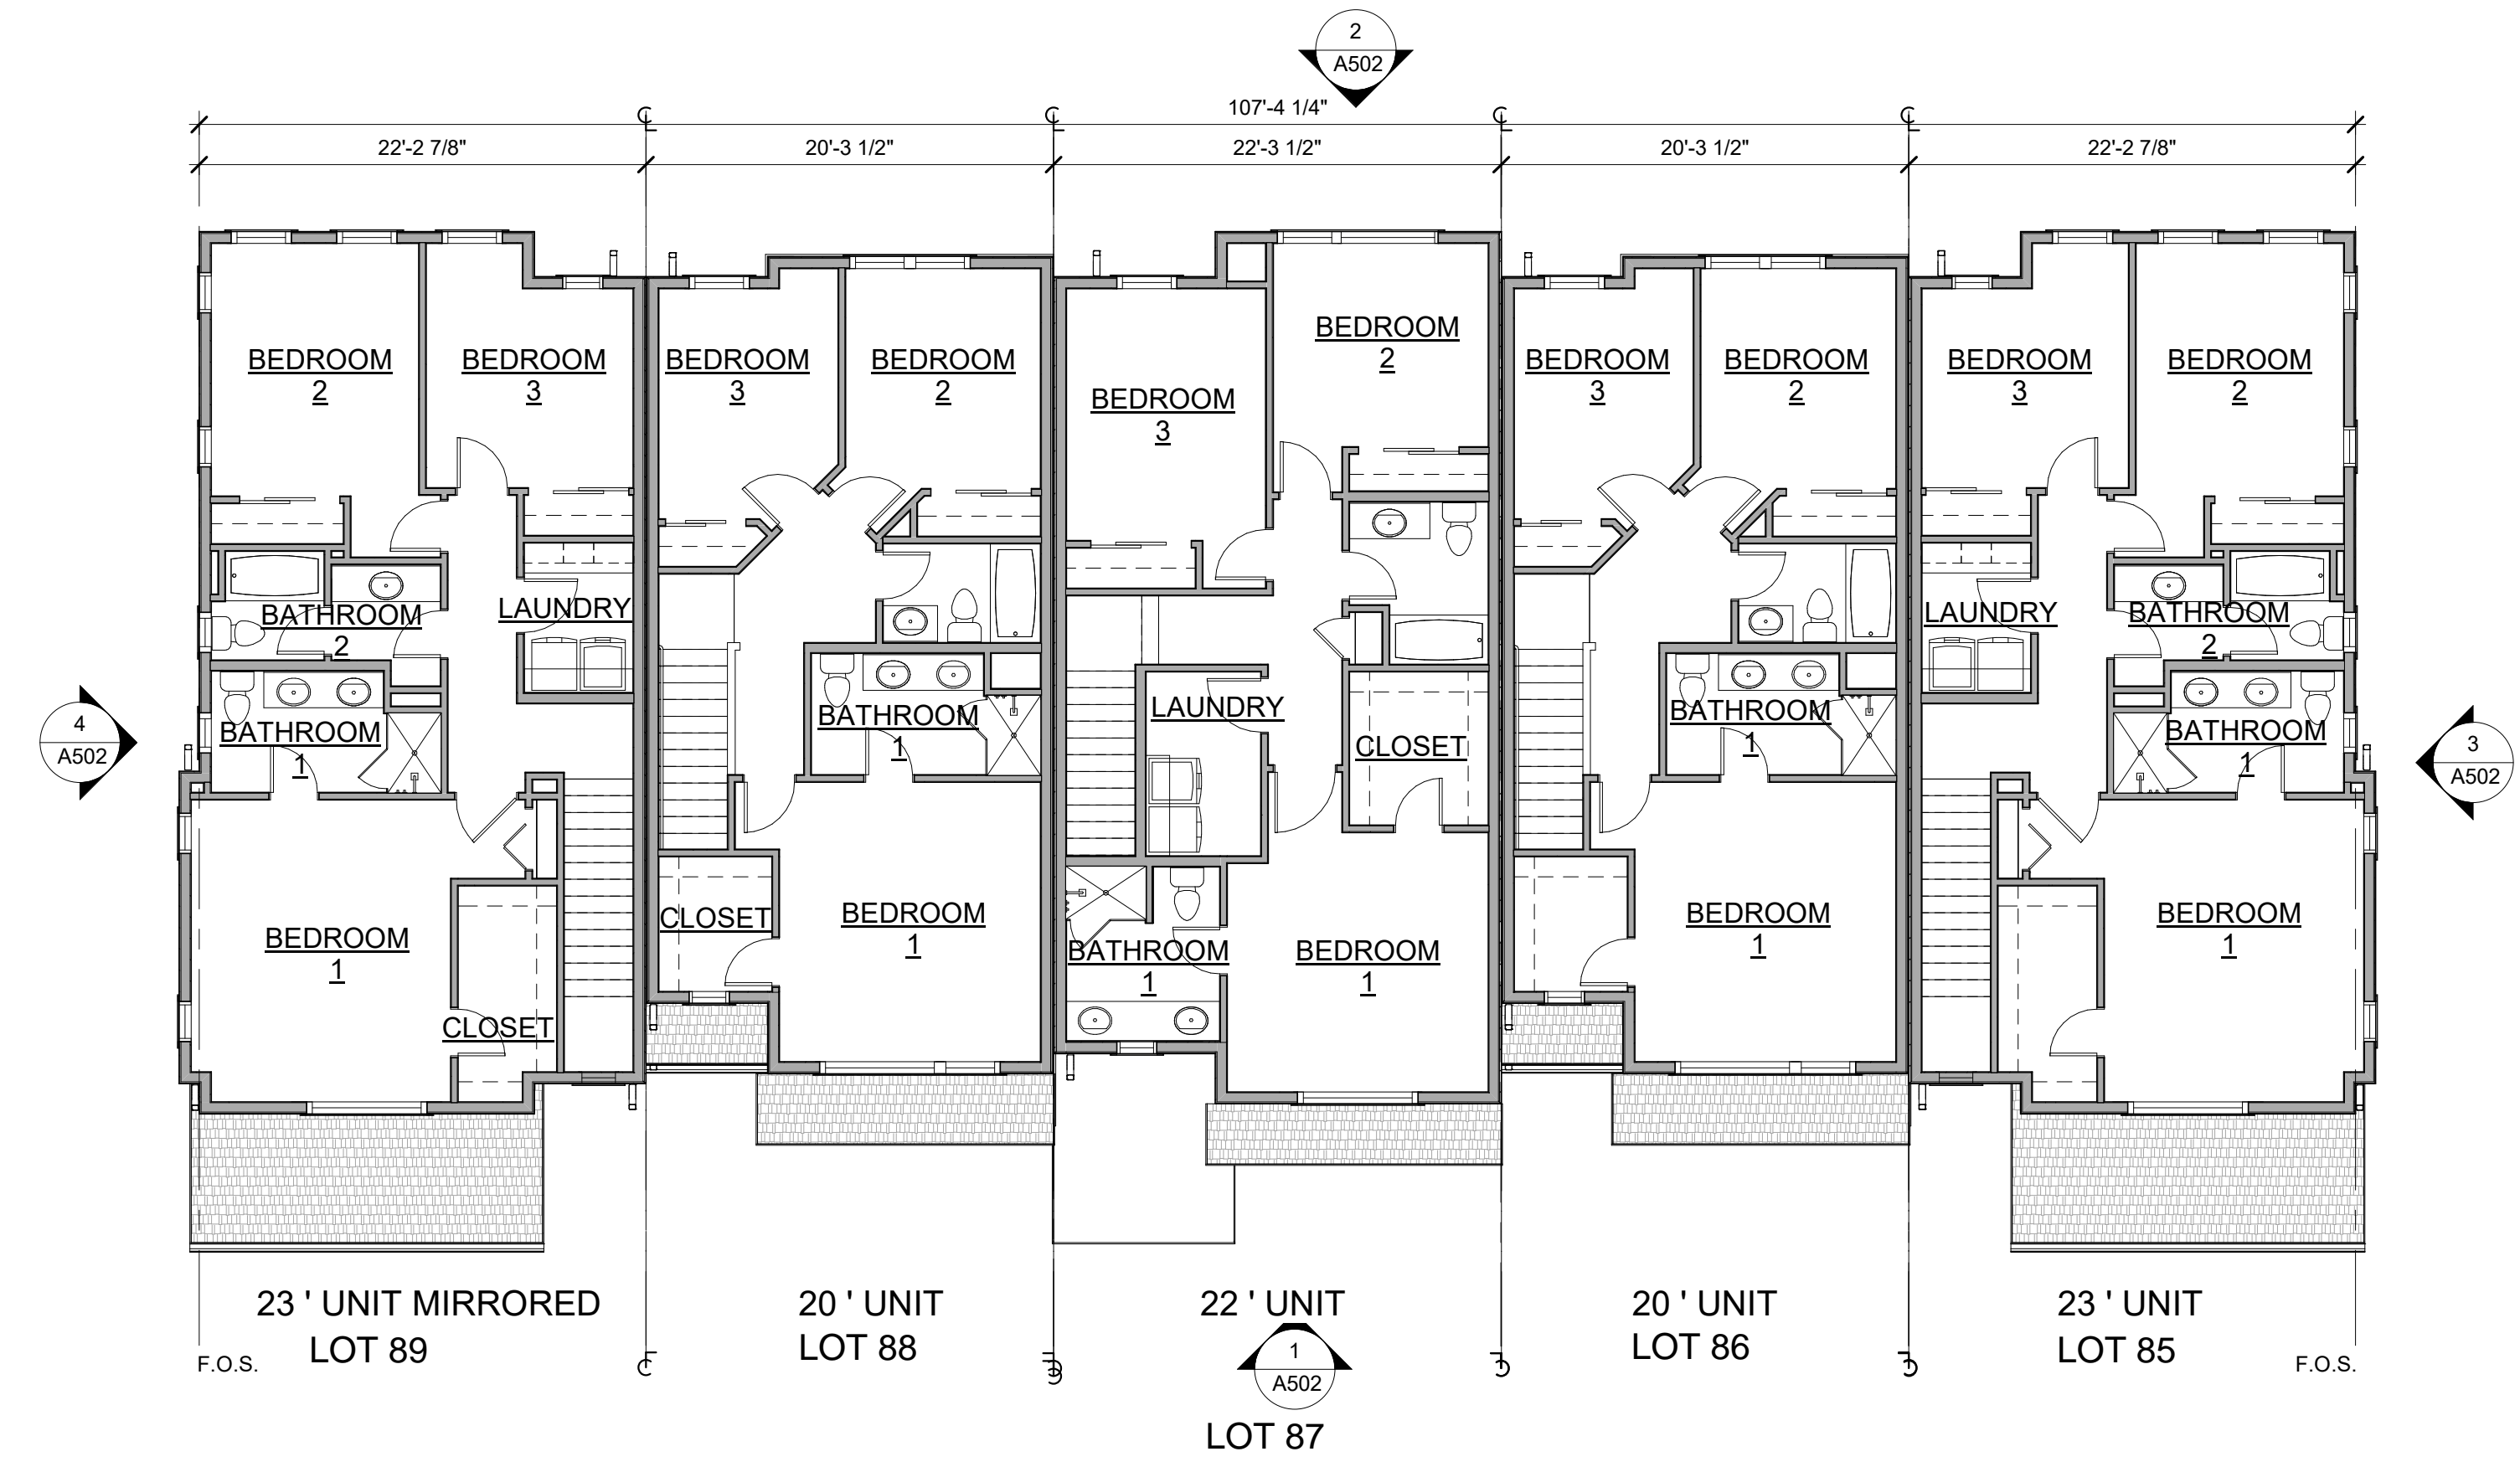 2
A502
107'-4 1/4"
22'-2 7/8"
20'-3 1/2"
22'-3 1/2"
20'-3 1/2"
22'-2 7/8"
BEDROOM
2
BEDROOM
3
BEDROOM
3
BEDROOM
2
BEDROOM
3
BEDROOM
2
BEDROOM
3
BEDROOM
2
BEDROOM
3
BEDROOM
2
BATHROOM
2
LAUNDRY
LAUNDRY
BATHROOM
2
4
A502
BATHROOM
1
BATHROOM
1
LAUNDRY
CLOSET
BATHROOM
1
BATHROOM
1
3
A502
BEDROOM
1
CLOSET
CLOSET
BEDROOM
1
BATHROOM
1
BEDROOM
1
BEDROOM
1
BEDROOM
1
23 ' UNIT MIRRORED
LOT 89
20 ' UNIT
LOT 88
22 ' UNIT
20 ' UNIT
LOT 86
23 ' UNIT
LOT 85
F.O.S.
1
A502
F.O.S.
LOT 87